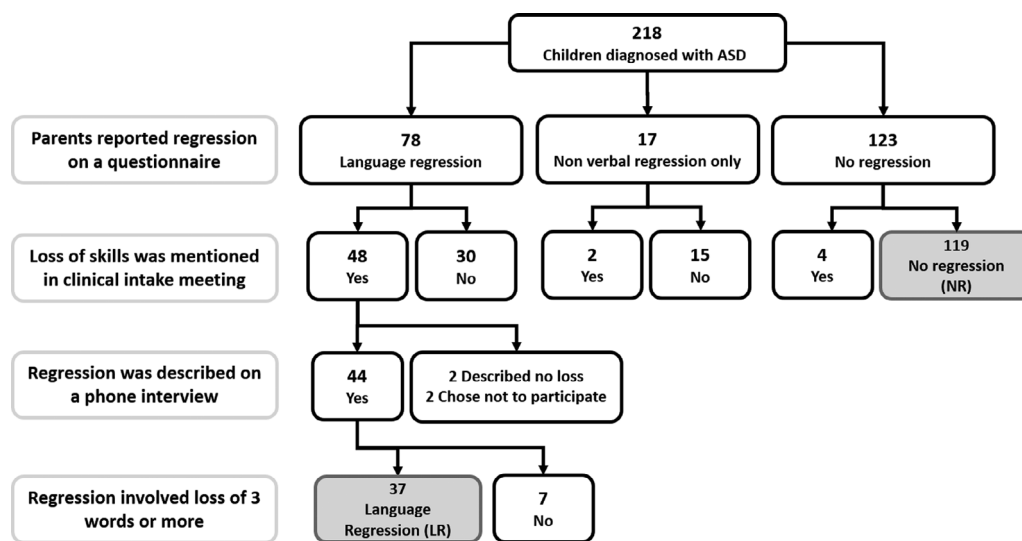 218
Children diagnosed with ASD
Parents reported regression
on a questionnaire
78
Language regression
17
Non verbal regression only
123
No regression
Loss of skills was mentioned
in clinical intake meeting
48
Yes
30
No
2
Yes
15
No
4
Yes
119
No regression
(NR)
Regression was described on
a phone interview
44
Yes
2 Described no loss
2 Chose not to participate
Regression involved loss of 3
words or more
37
Language
Regression (LR)
7
No